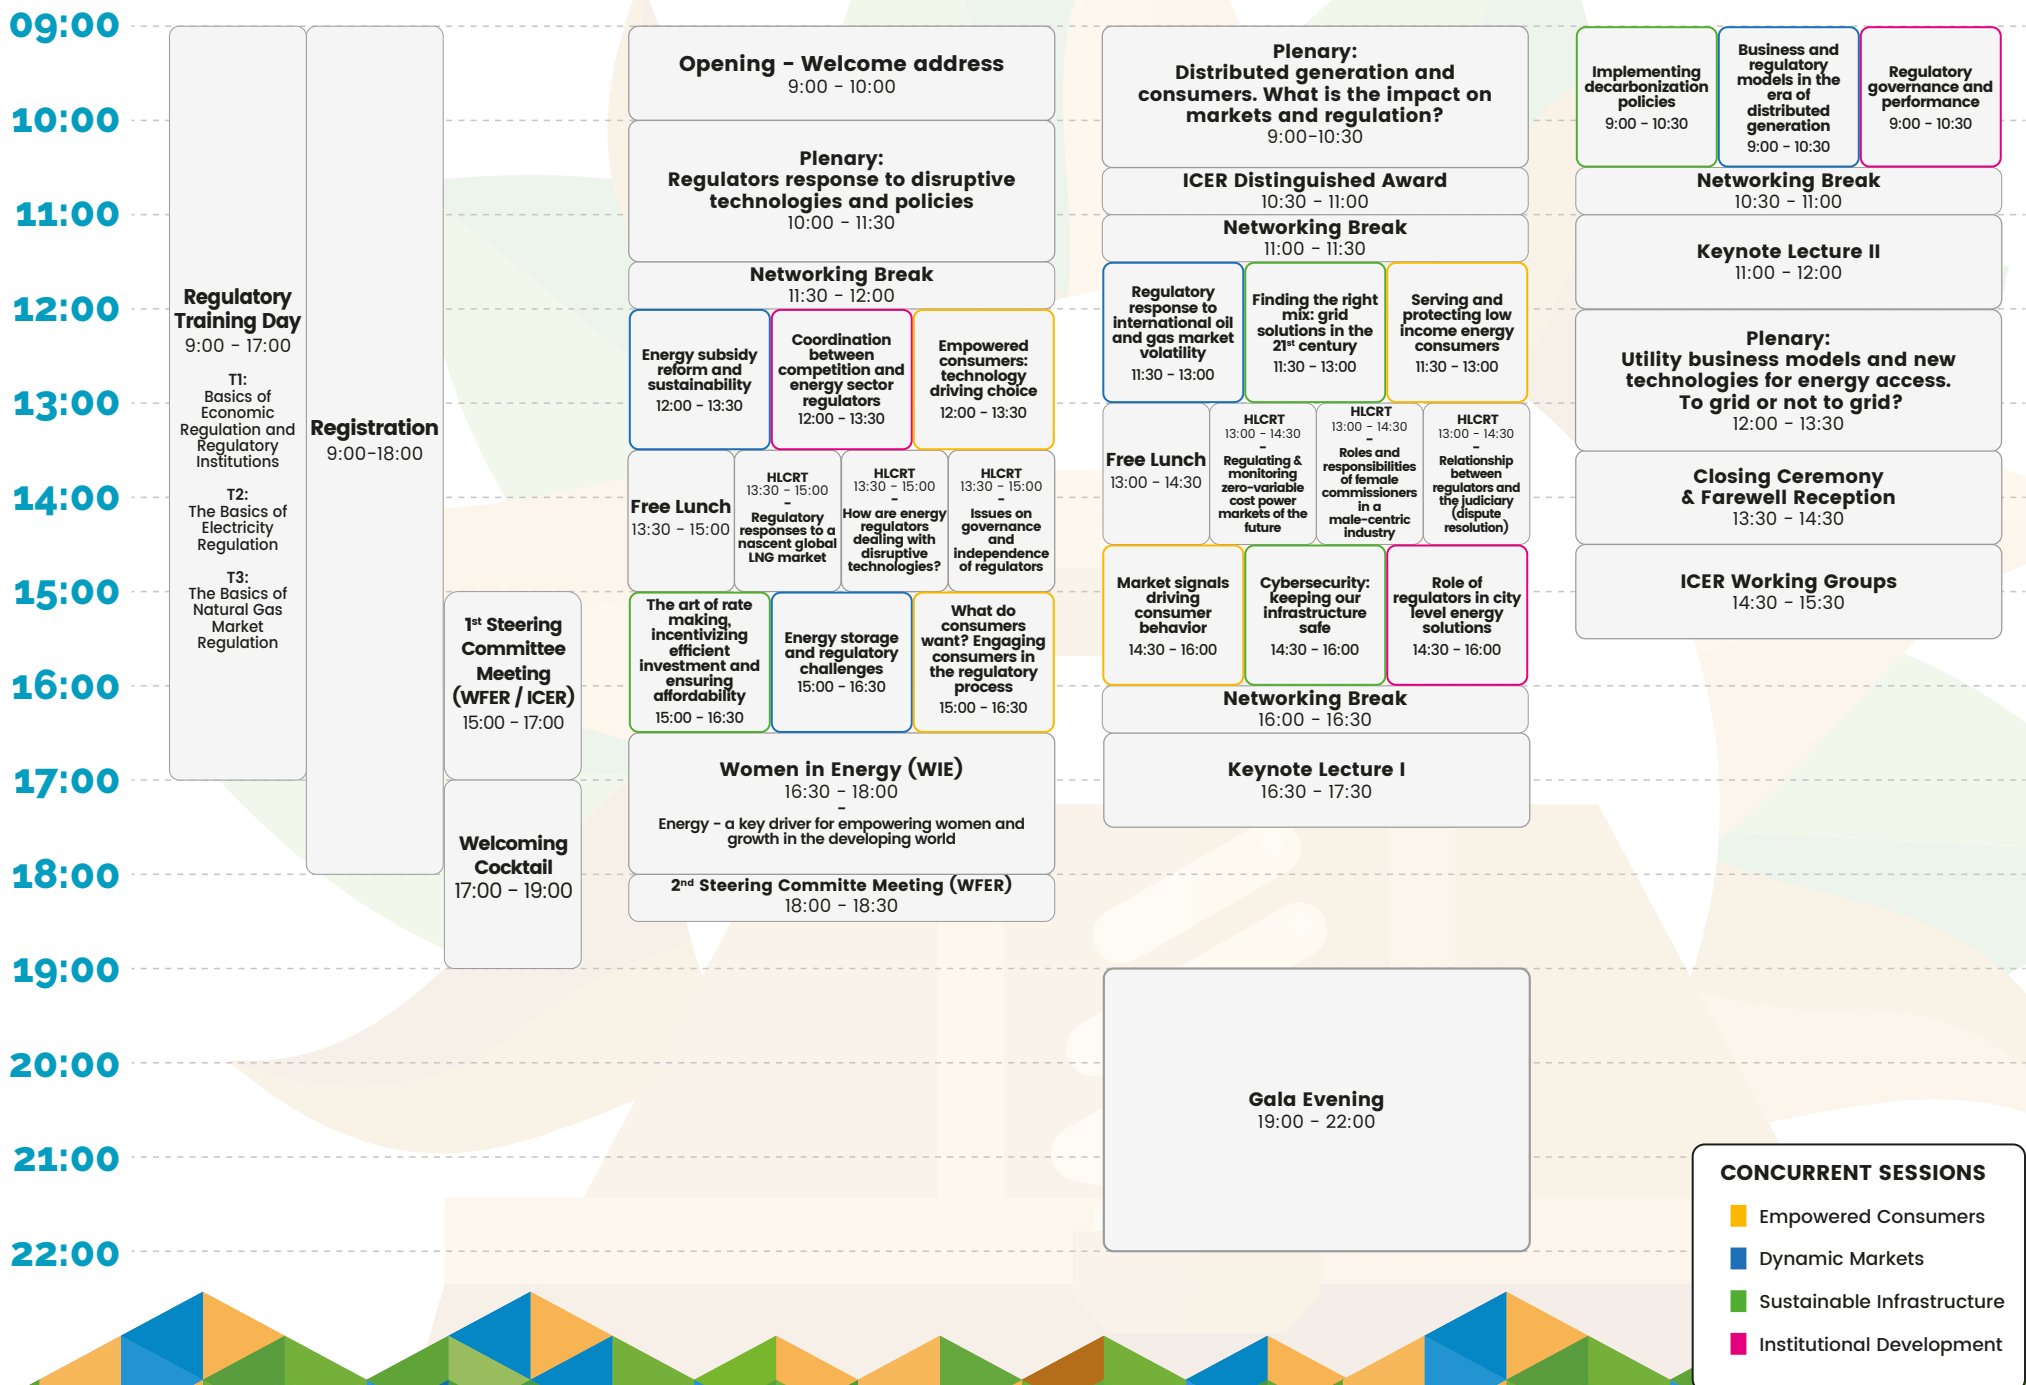 09:00
10:00
11:00
12:00
13:00
14:00
15:00
16:00
17:00
18:00
19:00
20:00
21:00
22:00
Regulatory
Training Day
9:00 - 17:00
T1:
Basics of
Economic
Regulation and
Regulatory
Institutions
T2:
The Basics of
Electricity
Regulation
T3:
The Basics of
Natural Gas
Market
Regulation
Registration
9:00-18:00
1st Steering
Committee
Meeting
(WFER / ICER)
15:00 - 17:00
Welcoming
Cocktail
17:00 - 19:00
Opening - Welcome address
9:00 - 10:00
Plenary:
Regulators response to disruptive
technologies and policies
10:00 - 11:30
Networking Break
11:30 - 12:00
Energy subsidy
reform and
sustainability
12:00 - 13:30
Coordination
between
competition and
energy sector
regulators
12:00 - 13:30
Empowered
consumers:
technology
driving choice
12:00 - 13:30
Free Lunch
13:30 - 15:00
HLCRT
13:30 - 15:00
-
Regulatory
responses to a
nascent global
LNG market
HLCRT
13:30 - 15:00
-
How are energy
regulators
dealing with
disruptive
technologies?
HLCRT
13:30 - 15:00
-
Issues on
governance
and
independence
of regulators
The art of rate
making,
incentivizing
efficient
investment and
ensuring
affordability
15:00 - 16:30
Energy storage
and regulatory
challenges
15:00 - 16:30
What do
consumers
want? Engaging
consumers in
the regulatory
process
15:00 - 16:30
Women in Energy (WIE)
16:30 - 18:00
-
Energy - a key driver for empowering women and
growth in the developing world
2nd Steering Committe Meeting (WFER)
18:00 - 18:30
Plenary:
Distributed generation and
consumers. What is the impact on
markets and regulation?
9:00-10:30
ICER Distinguished Award
10:30 - 11:00
Networking Break
11:00 - 11:30
Regulatory
response to
international oil
and gas market
volatility
11:30 - 13:00
Finding the right
mix: grid
solutions in the
21st century
11:30 - 13:00
Serving and
protecting low
income energy
consumers
11:30 - 13:00
Free Lunch
13:00 - 14:30
HLCRT
13:00 - 14:30
-
Regulating &
monitoring
zero-variable
cost power
markets of the
future
HLCRT
13:00 - 14:30
-
Roles and
responsibilities
of female
commissioners
in a
male-centric
industry
HLCRT
13:00 - 14:30
-
Relationship
between
regulators and
the judiciary
(dispute
resolution)
Market signals
driving
consumer
behavior
14:30 - 16:00
Cybersecurity:
keeping our
infrastructure
safe
14:30 - 16:00
Role of
regulators in city
level energy
solutions
14:30 - 16:00
Networking Break
16:00 - 16:30
Keynote Lecture I
16:30 - 17:30
Gala Evening
19:00 - 22:00
Implementing
decarbonization
policies
9:00 - 10:30
Business and
regulatory
models in the
era of
distributed
generation
9:00 - 10:30
Regulatory
governance and
performance
9:00 - 10:30
Networking Break
10:30 - 11:00
Keynote Lecture II
11:00 - 12:00
Plenary:
Utility business models and new
technologies for energy access.
To grid or not to grid?
12:00 - 13:30
Closing Ceremony
& Farewell Reception
13:30 - 14:30
ICER Working Groups
14:30 - 15:30
CONCURRENT SESSIONS
Empowered Consumers
Dynamic Markets
Sustainable Infrastructure
Institutional Development